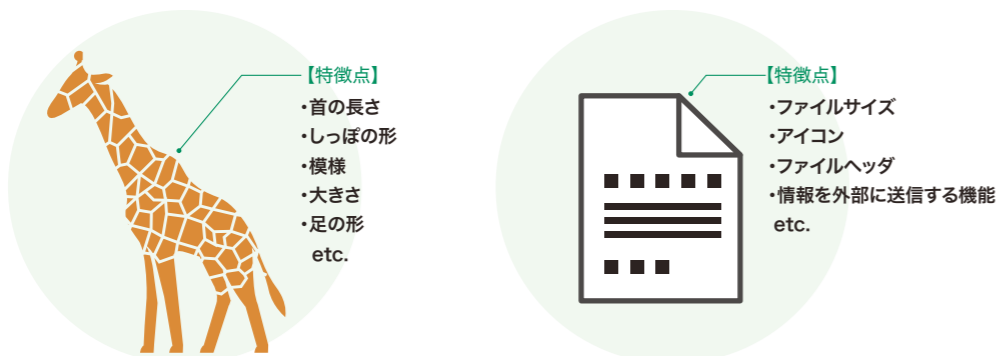 【特徴点】
・首の長さ
・しっぽの形
・模様
・大きさ
・足の形
etc.
【特徴点】
・ファイルサイズ
・アイコン
・ファイルヘッダ
・情報を外部に送信する機能
etc.